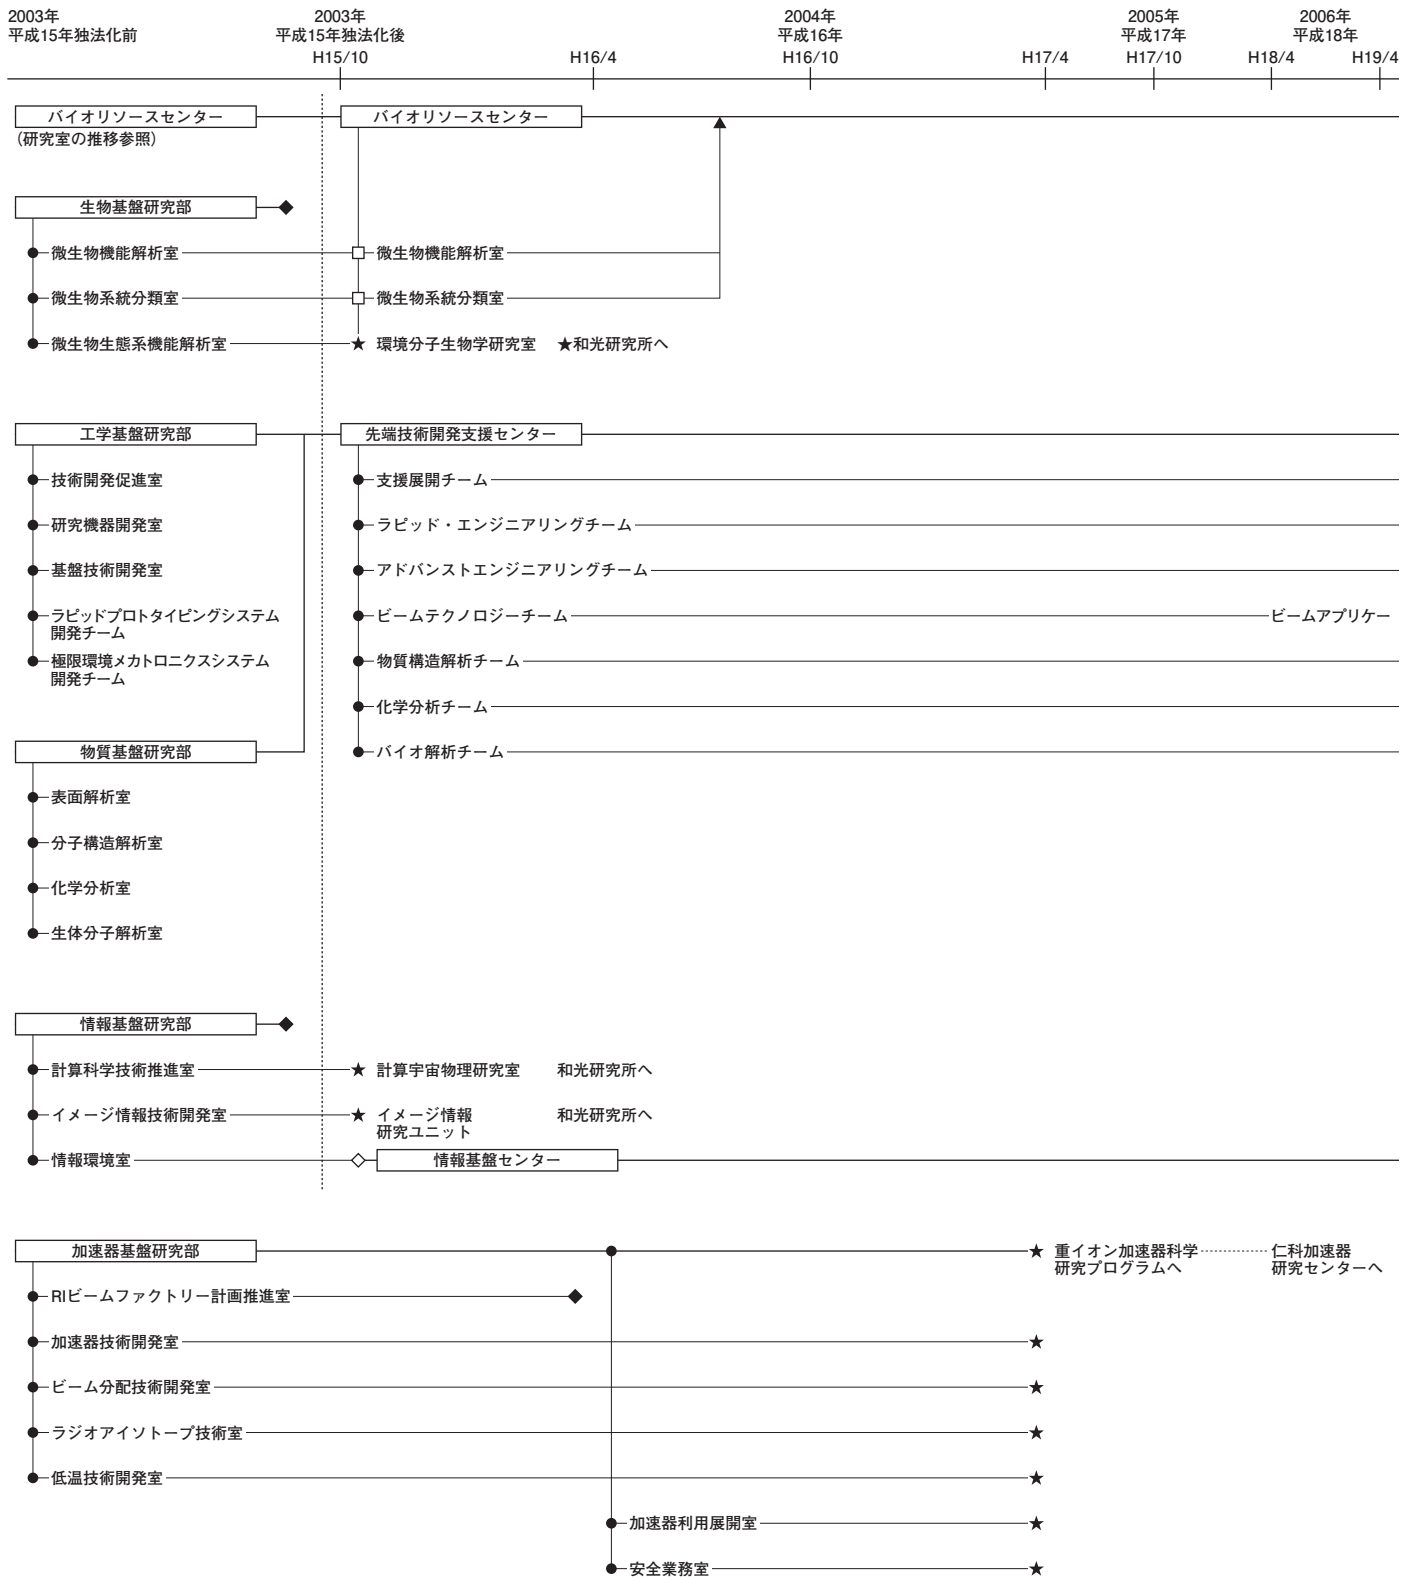 2003年
平成15年独法化前
2003年
平成15年独法化後
2004年
平成16年
2005年
平成17年
2006年
平成18年
H15/10
H16/4
H16/10
H17/4
H17/10
H18/4
H19/4
バイオリソースセンター
バイオリソースセンター
(研究室の推移参照)
生物基盤研究部
微生物機能解析室
微生物機能解析室
微生物系統分類室
微生物系統分類室
微生物生態系機能解析室
★ 環境分子生物学研究室 ★和光研究所へ
工学基盤研究部
先端技術開発支援センター
技術開発促進室
支援展開チーム
研究機器開発室
ラピッド・エンジニアリングチーム
基盤技術開発室
アドバンストエンジニアリングチーム
ラピッドプロトタイピングシステム
開発チーム
ビームテクノロジーチーム
ビームアプリケー
極限環境メカトロニクスシステム
開発チーム
物質構造解析チーム
化学分析チーム
物質基盤研究部
バイオ解析チーム
表面解析室
分子構造解析室
化学分析室
生体分子解析室
情報基盤研究部
計算科学技術推進室
★ 計算宇宙物理研究室 和光研究所へ
イメージ情報技術開発室
★ イメージ情報
研究ユニット
和光研究所へ
情報環境室
情報基盤センター
加速器基盤研究部
★ 重イオン加速器科学
研究プログラムへ
仁科加速器
研究センターへ
RIビームファクトリー計画推進室
加速器技術開発室
★
ビーム分配技術開発室
★
ラジオアイソトープ技術室
★
低温技術開発室
★
加速器利用展開室
★
安全業務室
★